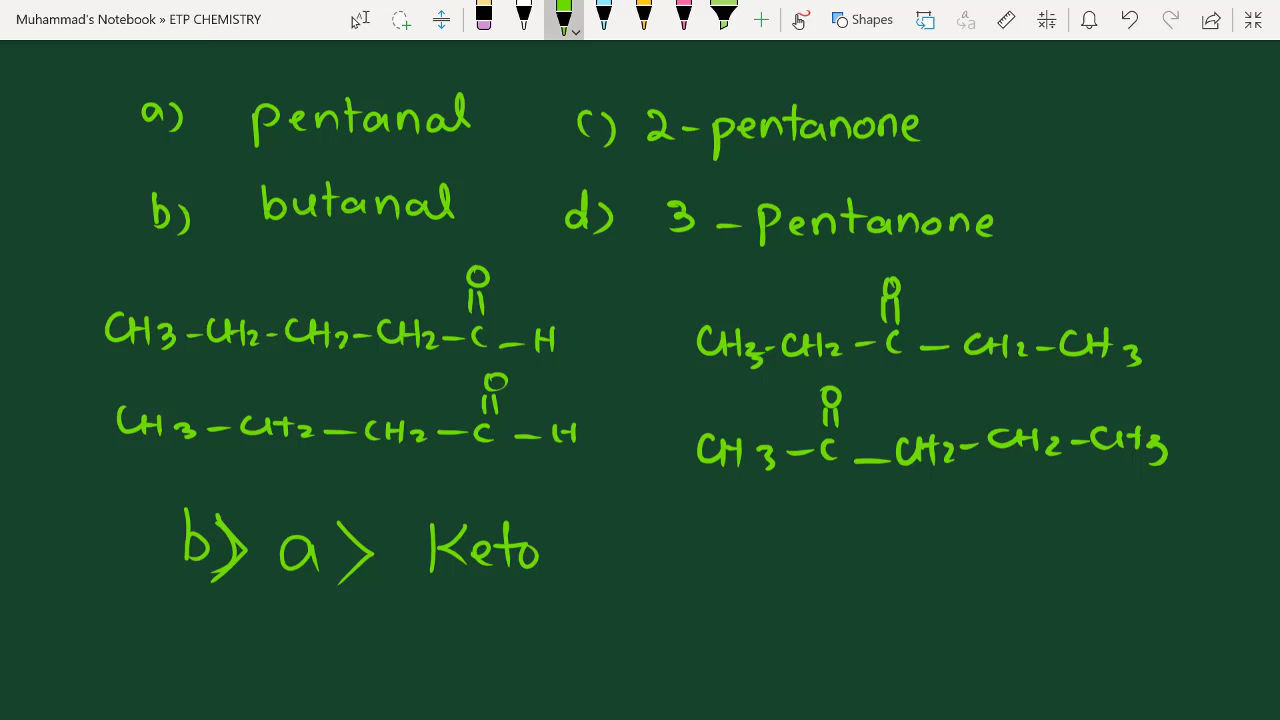 Muhammad's Notebook » ETP CHEMISTRY
Shapes
a) pentanal c) 2-pentanone
b) butanal d) 3-pentanone
O
CH3-CH2-CH2-CH2-C-H
O
CH3-CH2-C-CH2-CH3
O
CH3-CH2-CH2-C-H
O
CH3-C-CH2-CH2-CH3
b > a > Keto